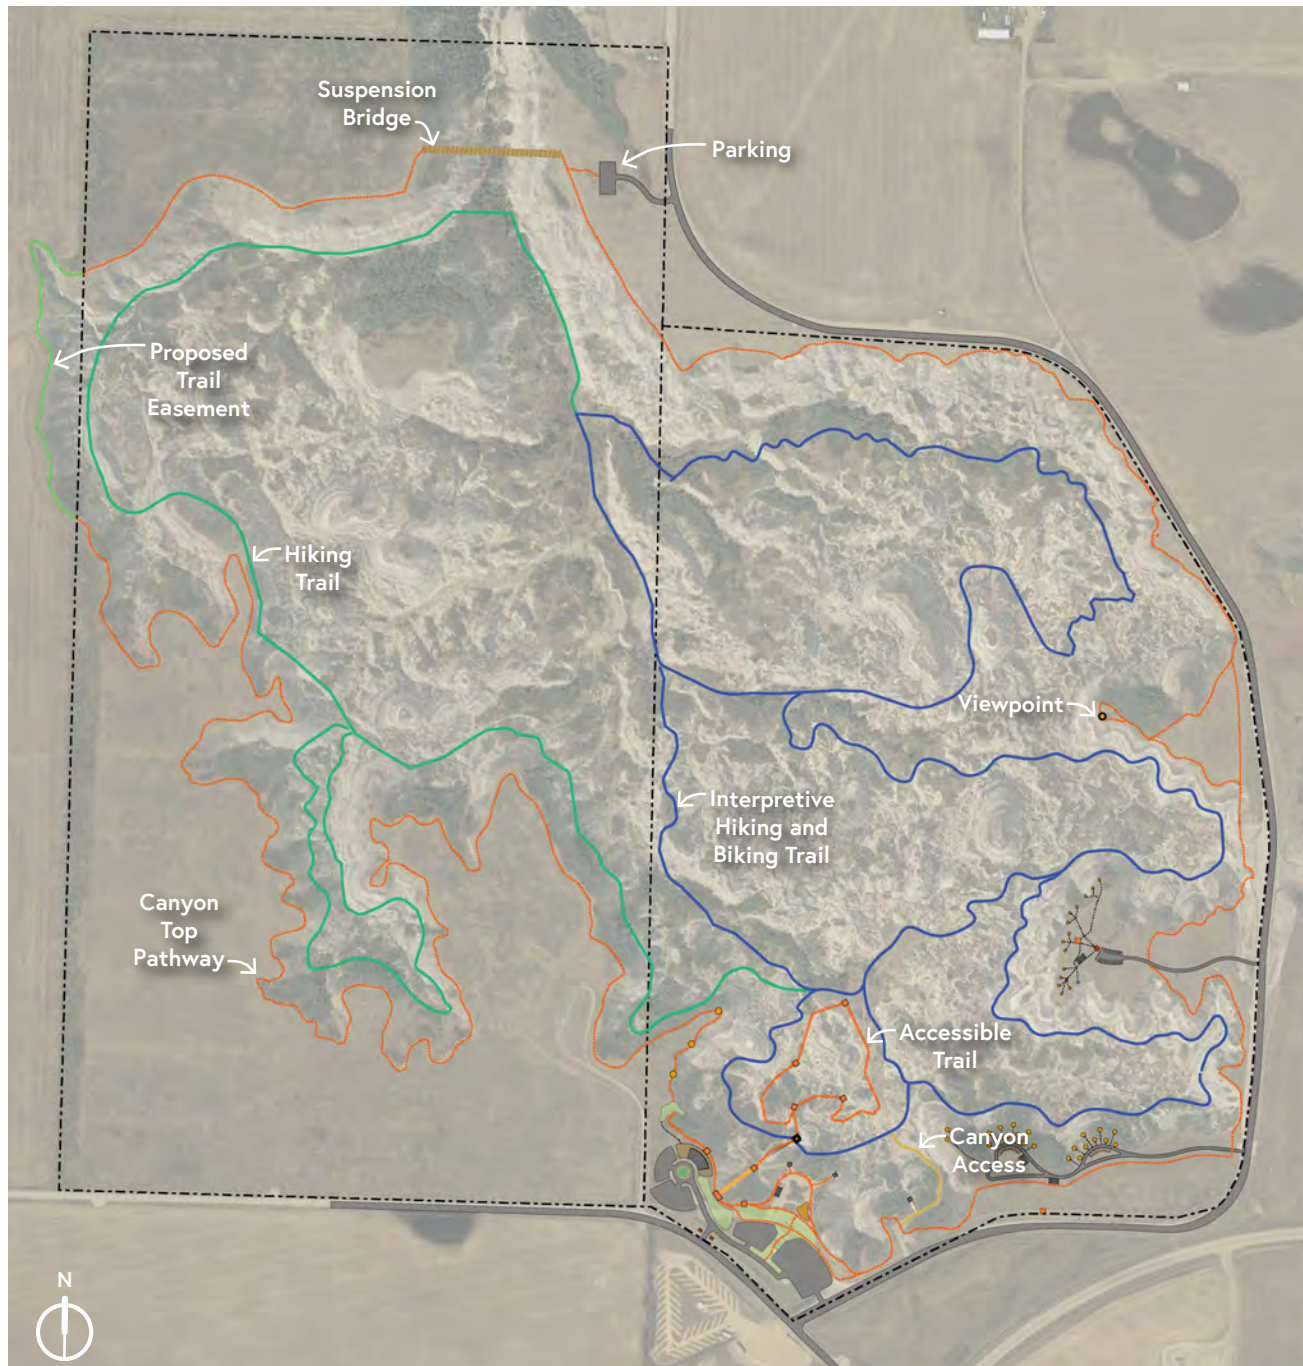 Suspension
Bridge
Parking
Proposed
Trail
Easement
Hiking
Trail
Viewpoint
Interpretive
Hiking and
Biking Trail
Canyon
Top
Pathway
Accessible
Trail
Canyon
Access
N